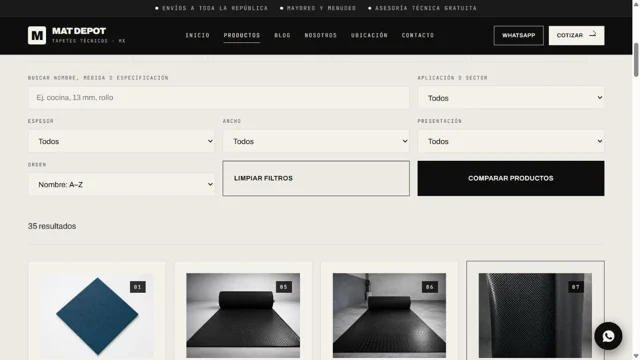 ENVÍOS A TODA LA REPÚBLICA MAYOREO Y MENUDEO ASESORÍA TÉCNICA GRATUITA
M MAT DEPOT
TAPETES TÉCNICOS · MX
INICIO PRODUCTOS BLOG NOSOTROS UBICACIÓN CONTACTO
WHATSAPP COTIZAR
BUSCAR NOMBRE, MEDIDA O ESPECIFICACIÓN
Ej. cocina, 13 mm, rollo
APLICACIÓN O SECTOR
Todos
ESPESOR
Todos
ANCHO
Todos
PRESENTACIÓN
Todos
ORDEN
Nombre: A–Z
LIMPIAR FILTROS
COMPARAR PRODUCTOS
35 resultados
01
05
06
07